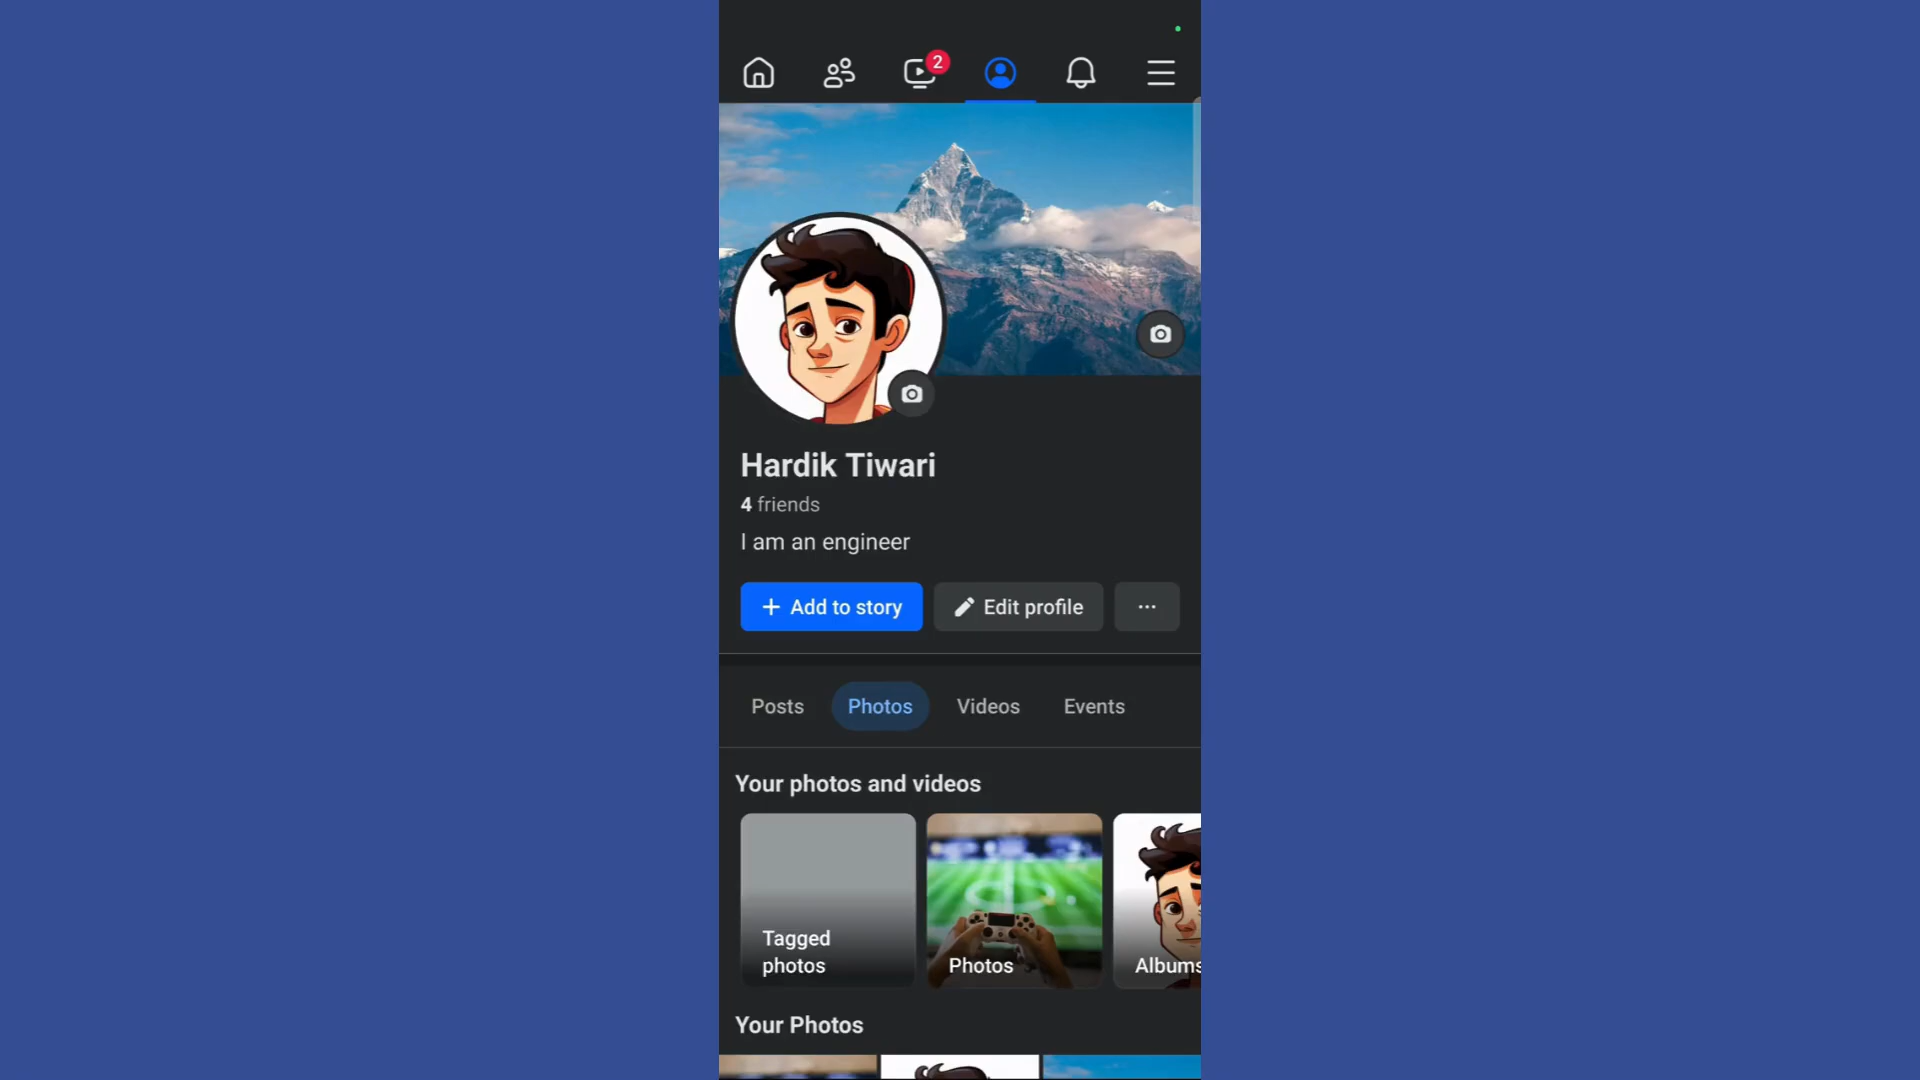 2
Hardik Tiwari
4 friends
I am an engineer
+ Add to story
Edit profile
...
Posts
Photos
Videos
Events
Your photos and videos
Tagged
photos
Photos
Albums
Your Photos